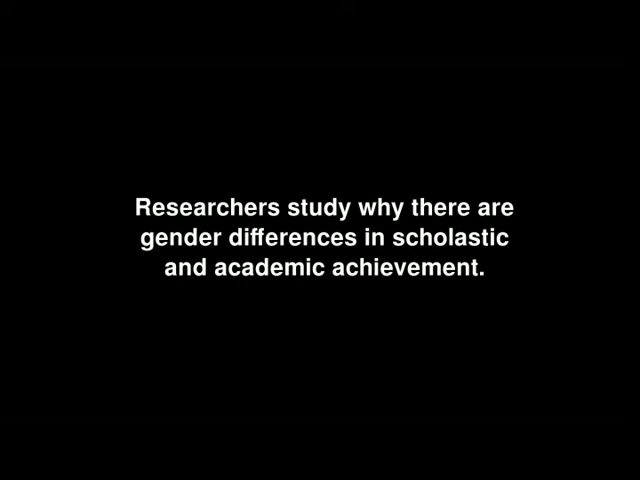 Researchers study why there are
gender differences in scholastic
and academic achievement.